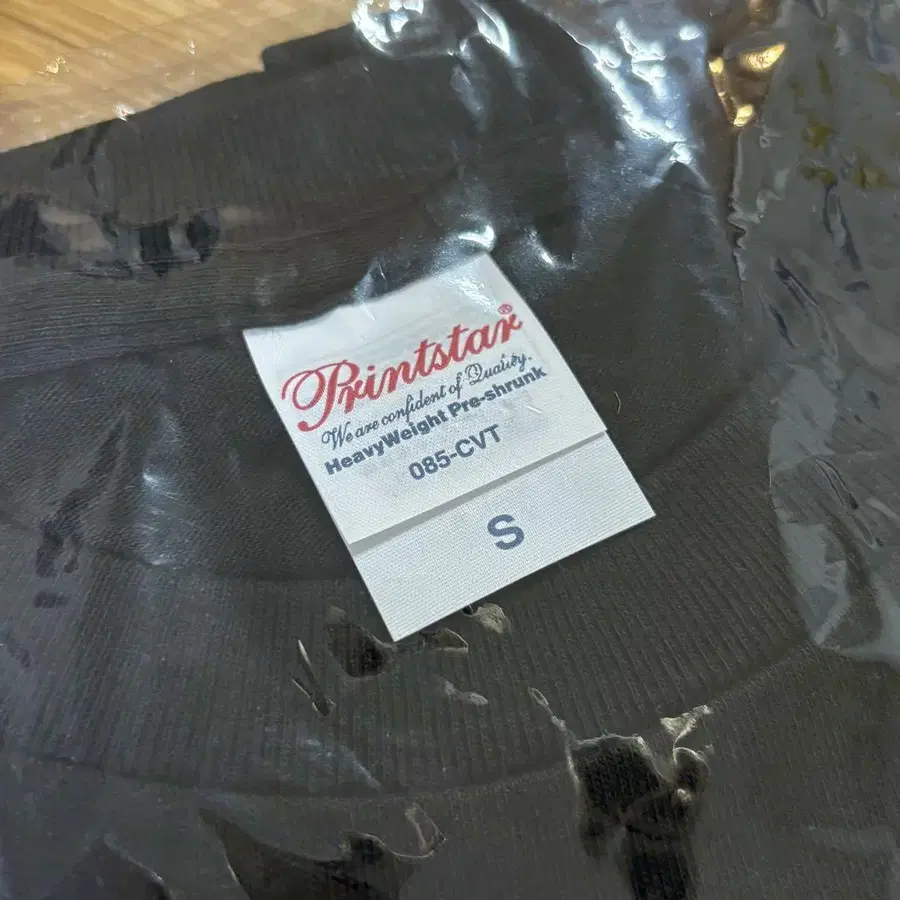 Printstar®
We are confident of Quality.
HeavyWeight Pre-shrunk
085-CVT
S